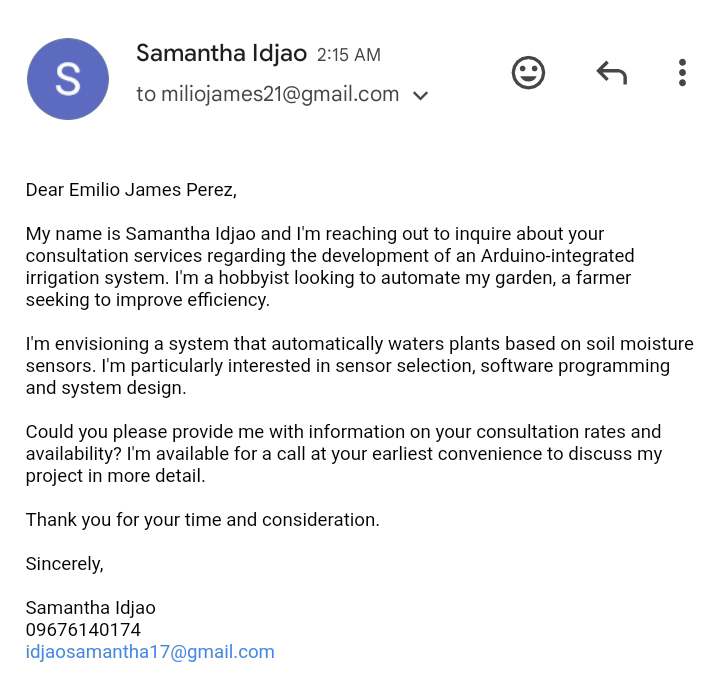 S
Samantha Idjao 2:15 AM
to miliojames21@gmail.com
Dear Emilio James Perez,
My name is Samantha Idjao and I'm reaching out to inquire about your
consultation services regarding the development of an Arduino-integrated
irrigation system. I'm a hobbyist looking to automate my garden, a farmer
seeking to improve efficiency.
I'm envisioning a system that automatically waters plants based on soil moisture
sensors. I'm particularly interested in sensor selection, software programming
and system design.
Could you please provide me with information on your consultation rates and
availability? I'm available for a call at your earliest convenience to discuss my
project in more detail.
Thank you for your time and consideration.
Sincerely,
Samantha Idjao
09676140174
idjaosamantha17@gmail.com